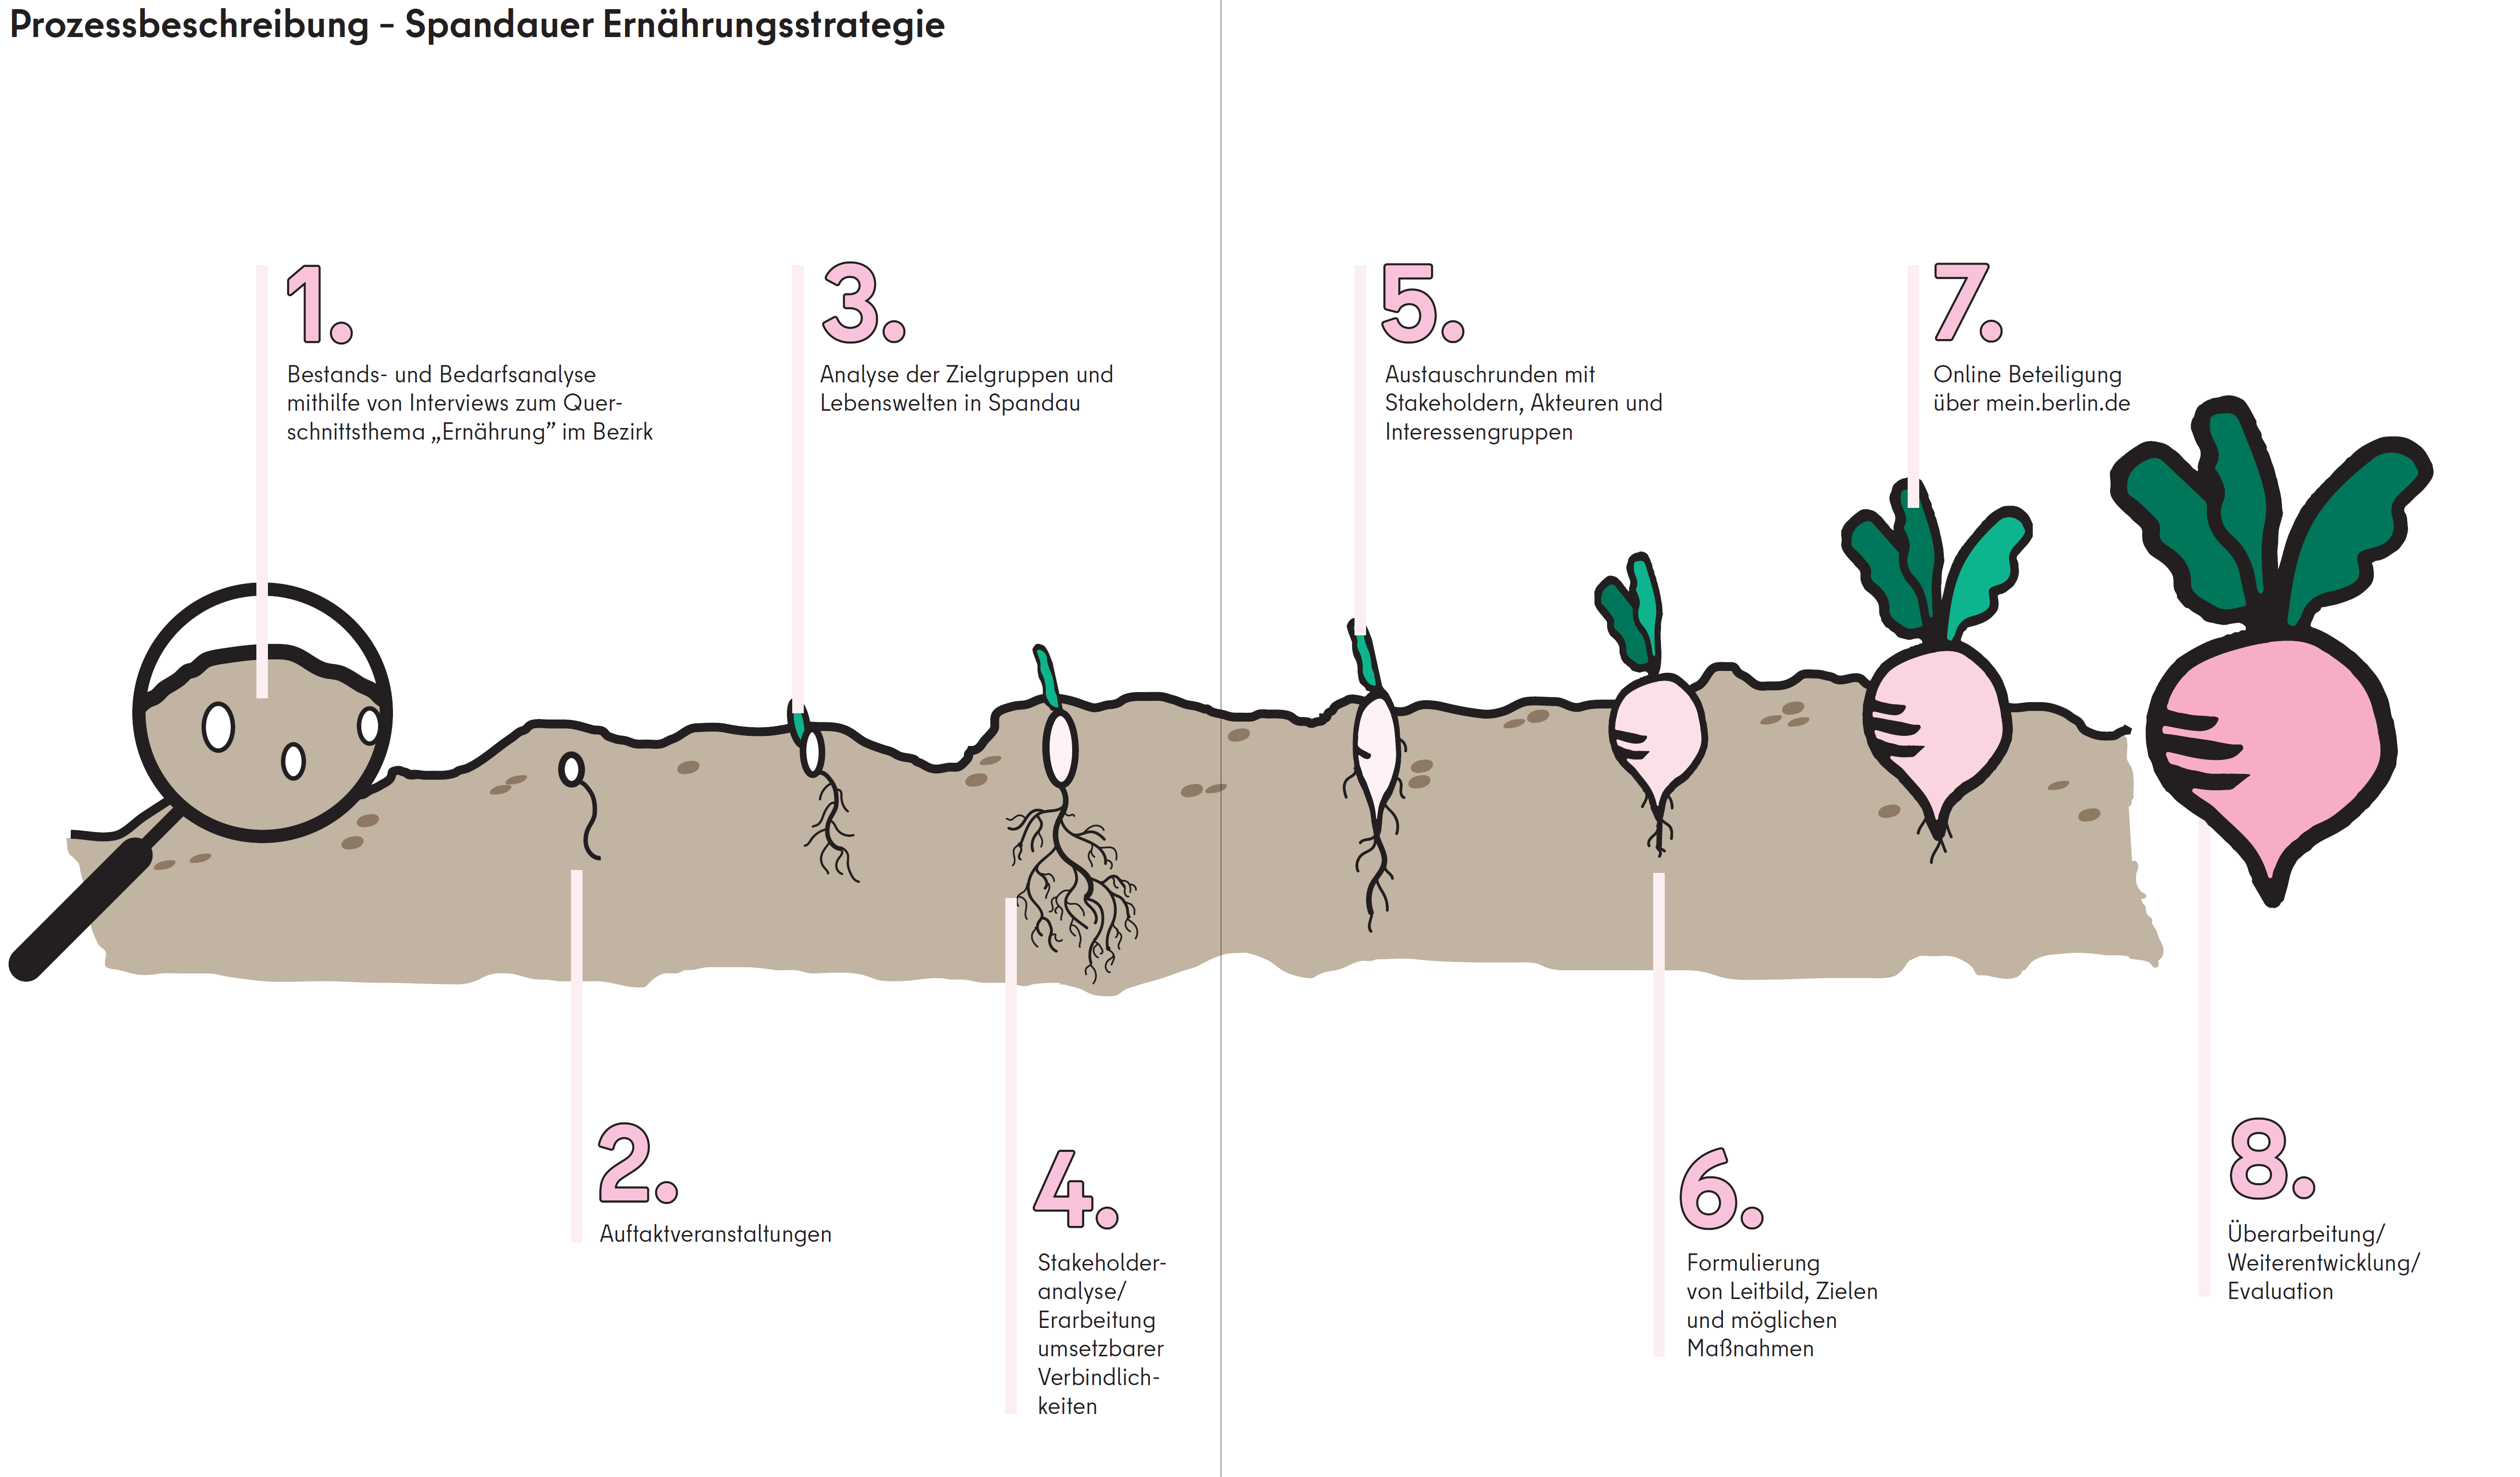 Prozessbeschreibung – Spandauer Ernährungsstrategie
1.
Bestands- und Bedarfsanalyse
mithilfe von Interviews zum Quer-
schnittsthema „Ernährung” im Bezirk
2.
Auftaktveranstaltungen
3.
Analyse der Zielgruppen und
Lebenswelten in Spandau
4.
Stakeholder-
analyse/
Erarbeitung
umsetzbarer
Verbindlich-
keiten
5.
Austauschrunden mit
Stakeholdern, Akteuren und
Interessengruppen
6.
Formulierung
von Leitbild, Zielen
und möglichen
Maßnahmen
7.
Online Beteiligung
über mein.berlin.de
8.
Überarbeitung/
Weiterentwicklung/
Evaluation